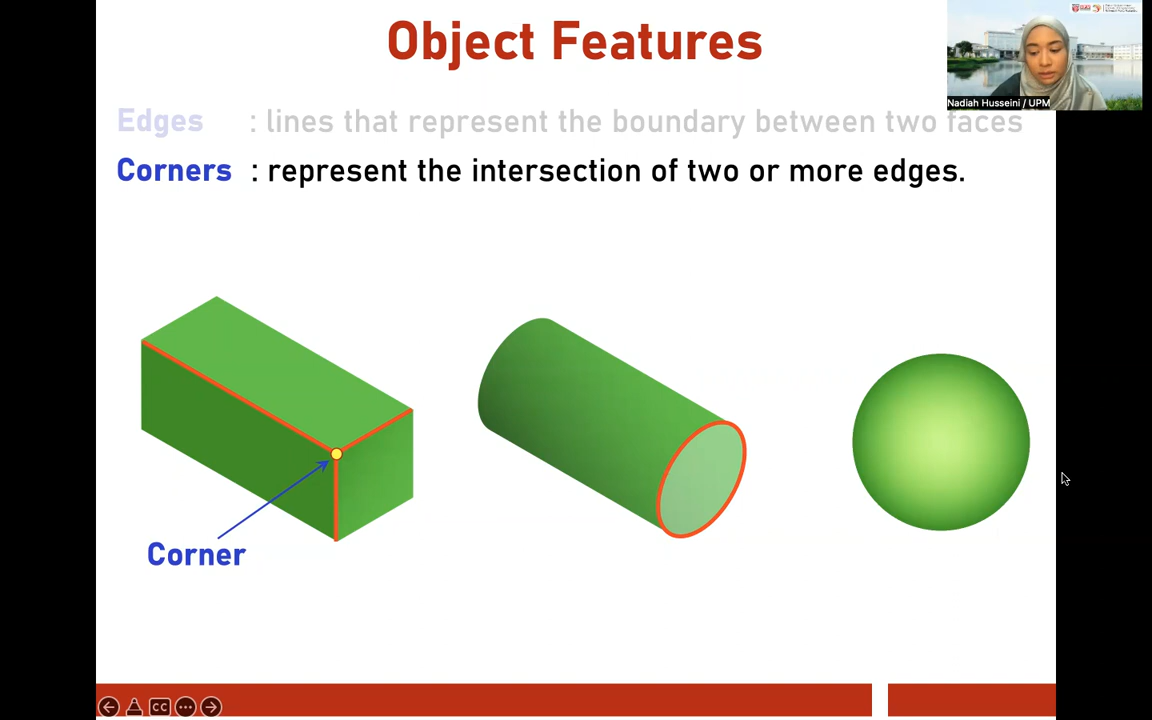 Object Features
Nadiah Husseini / UPM
Edges : lines that represent the boundary between two faces
Corners : represent the intersection of two or more edges.
Corner
CC